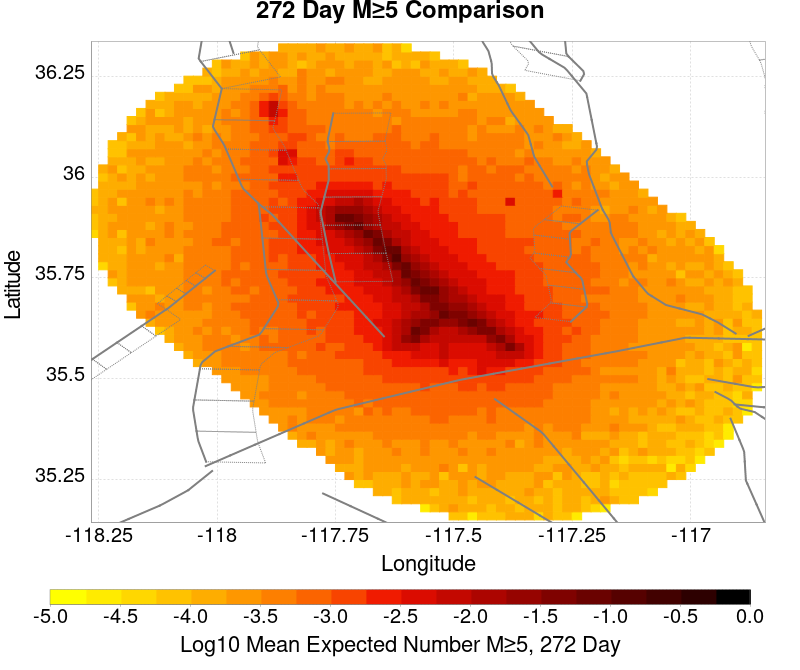 272 Day M≥5 Comparison
36.25
36
35.75
35.5
35.25
Latitude
-118.25 -118 -117.75 -117.5 -117.25 -117
Longitude
-5.0 -4.5 -4.0 -3.5 -3.0 -2.5 -2.0 -1.5 -1.0 -0.5 0.0
Log10 Mean Expected Number M≥5, 272 Day